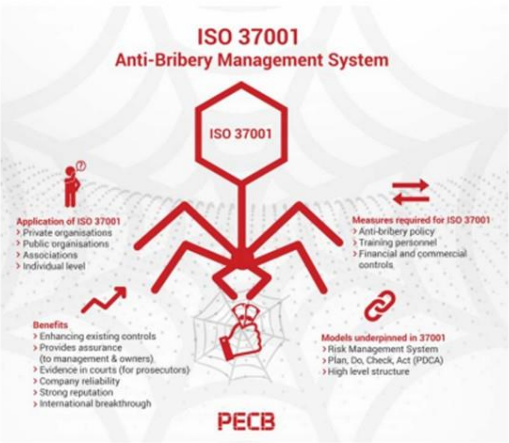 ISO 37001
Anti-Bribery Management System
ISO 37001
?
Application of ISO 37001
> Private organisations
> Public organisations
> Associations
> Individual level
Measures required for ISO 37001
> Anti-bribery policy
> Training personnel
> Financial and commercial
controls
Benefits
> Enhancing existing controls
> Provides assurance
(to management & owners)
> Evidence in courts (for prosecutors)
> Company reliability
> Strong reputation
> International breakthrough
Models underpinned in 37001
> Risk Management System
> Plan, Do, Check, Act (PDCA)
> High level structure
PECB